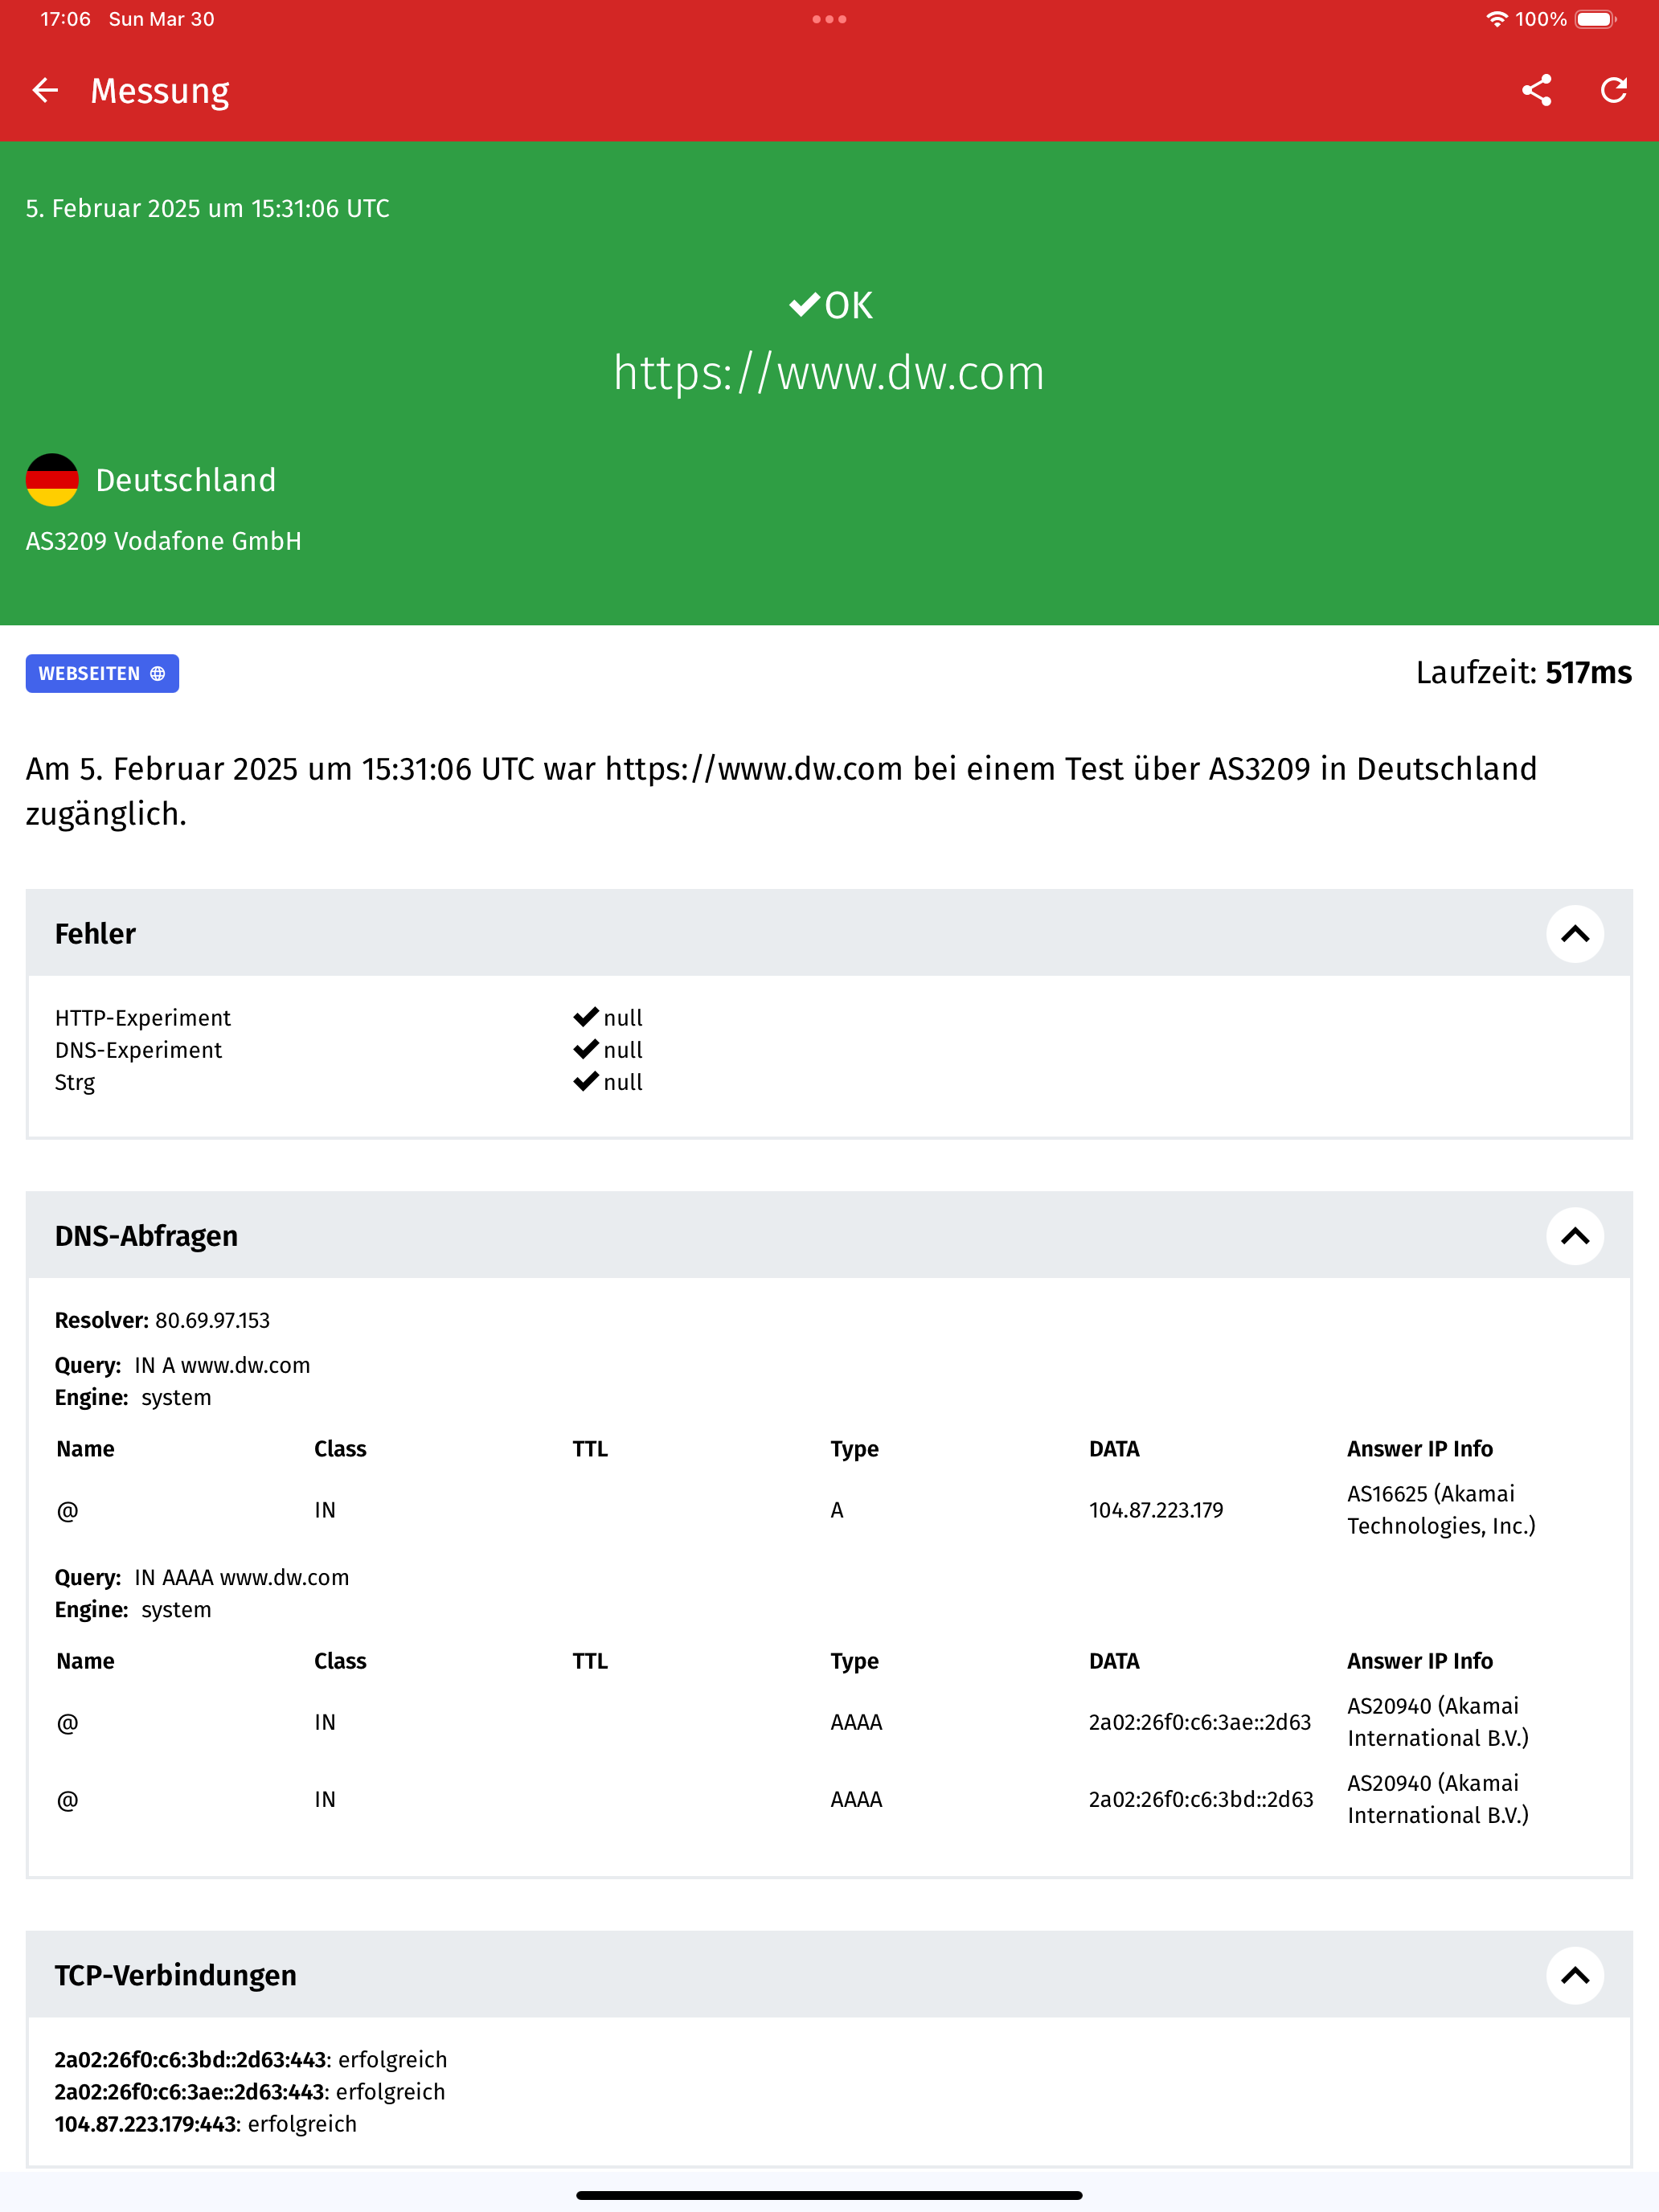 17:06 Sun Mar 30
100%
Messung
5. Februar 2025 um 15:31:06 UTC
OK
https://www.dw.com
Deutschland
AS3209 Vodafone GmbH
WEBSEITEN
Laufzeit: 517ms
Am 5. Februar 2025 um 15:31:06 UTC war https://www.dw.com bei einem Test über AS3209 in Deutschland
zugänglich.
Fehler
HTTP-Experiment null
DNS-Experiment null
Strg null
DNS-Abfragen
Resolver: 80.69.97.153
Query: IN A www.dw.com
Engine: system
Name Class TTL Type DATA Answer IP Info
@ IN A 104.87.223.179 AS16625 (Akamai
Technologies, Inc.)
Query: IN AAAA www.dw.com
Engine: system
Name Class TTL Type DATA Answer IP Info
@ IN AAAA 2a02:26f0:c6:3ae::2d63 AS20940 (Akamai
International B.V.)
@ IN AAAA 2a02:26f0:c6:3bd::2d63 AS20940 (Akamai
International B.V.)
TCP-Verbindungen
2a02:26f0:c6:3bd::2d63:443: erfolgreich
2a02:26f0:c6:3ae::2d63:443: erfolgreich
104.87.223.179:443: erfolgreich